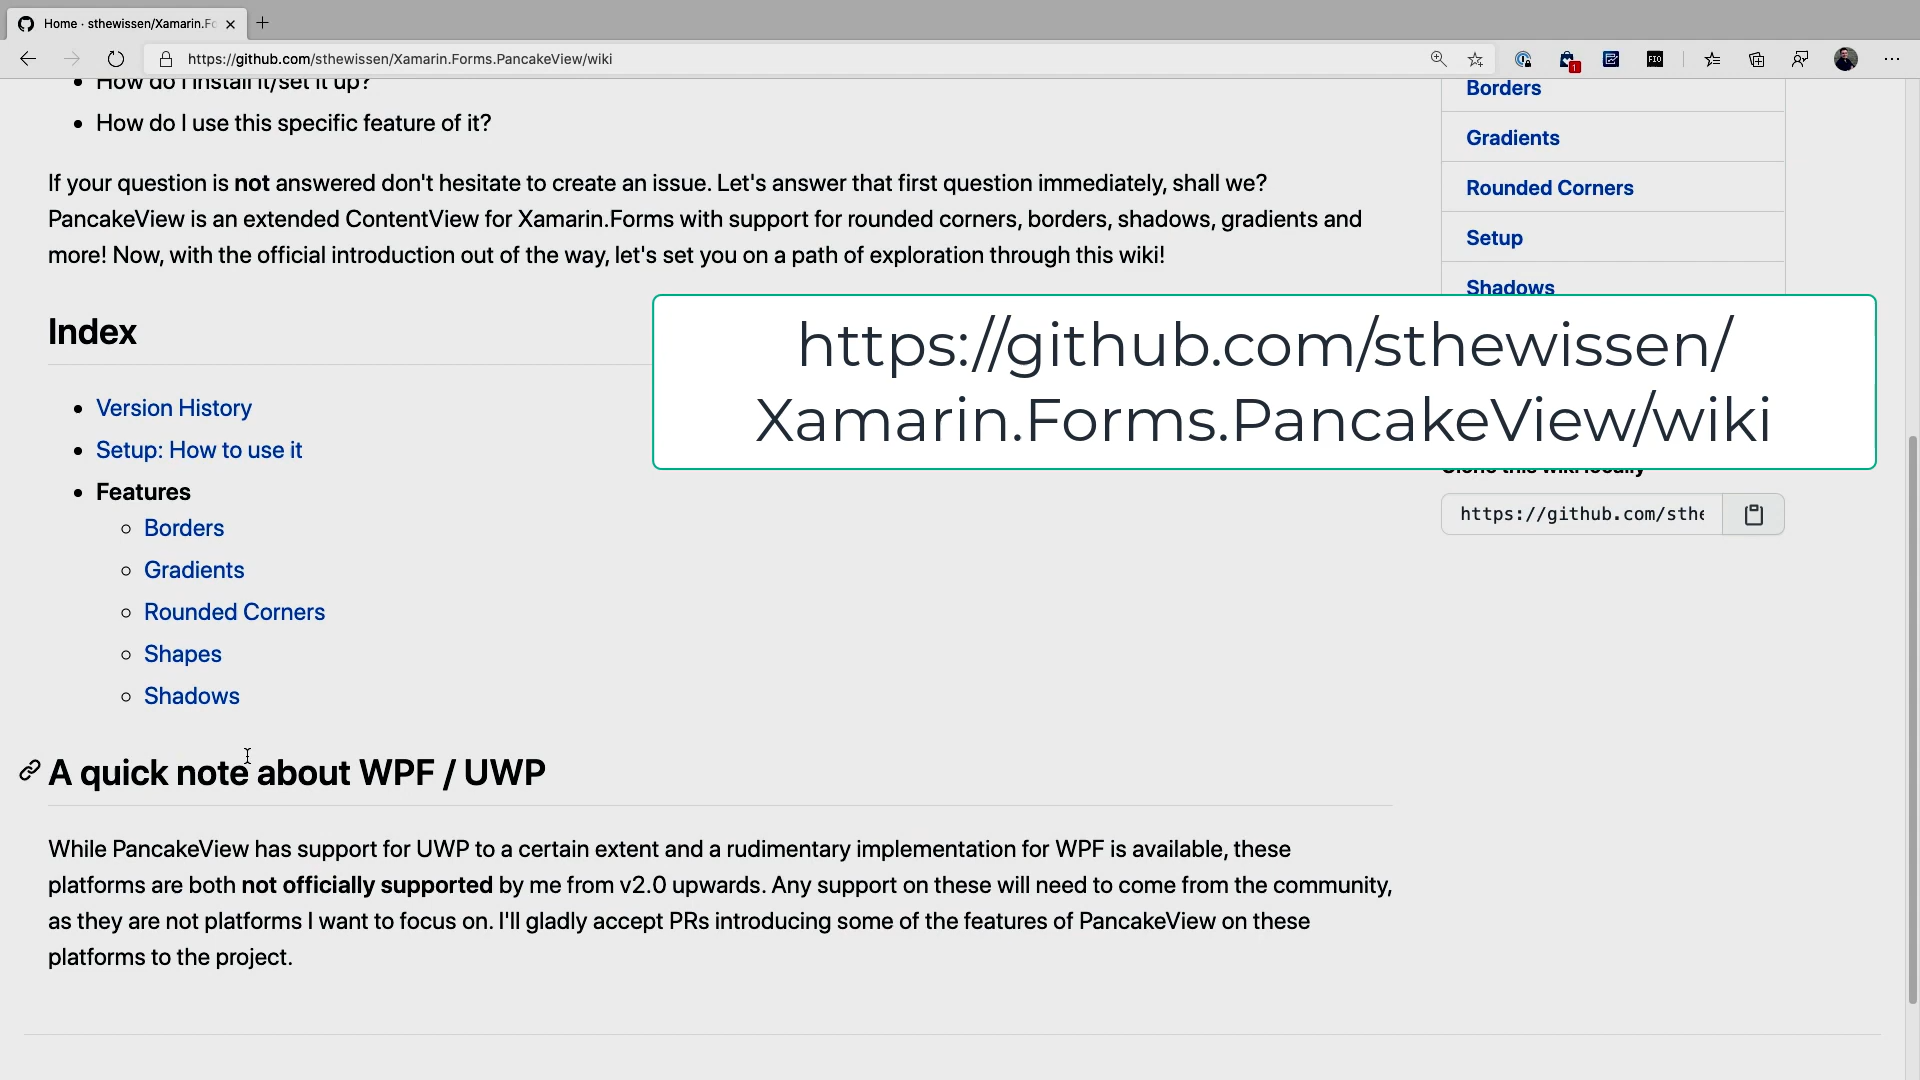 Home · sthewissen/Xamarin.Fo
https://github.com/sthewissen/Xamarin.Forms.PancakeView/wiki
1
FIO
How do I install it/set it up?
How do I use this specific feature of it?
If your question is not answered don't hesitate to create an issue. Let's answer that first question immediately, shall we?
PancakeView is an extended ContentView for Xamarin.Forms with support for rounded corners, borders, shadows, gradients and
more! Now, with the official introduction out of the way, let's set you on a path of exploration through this wiki!
Index
Version History
Setup: How to use it
Features
Borders
Gradients
Rounded Corners
Shapes
Shadows
A quick note about WPF / UWP
While PancakeView has support for UWP to a certain extent and a rudimentary implementation for WPF is available, these
platforms are both not officially supported by me from v2.0 upwards. Any support on these will need to come from the community,
as they are not platforms I want to focus on. I'll gladly accept PRs introducing some of the features of PancakeView on these
platforms to the project.
Borders
Gradients
Rounded Corners
Setup
Shadows
https://github.com/sthewissen/
Xamarin.Forms.PancakeView/wiki
Clone this wiki locally
https://github.com/sthe